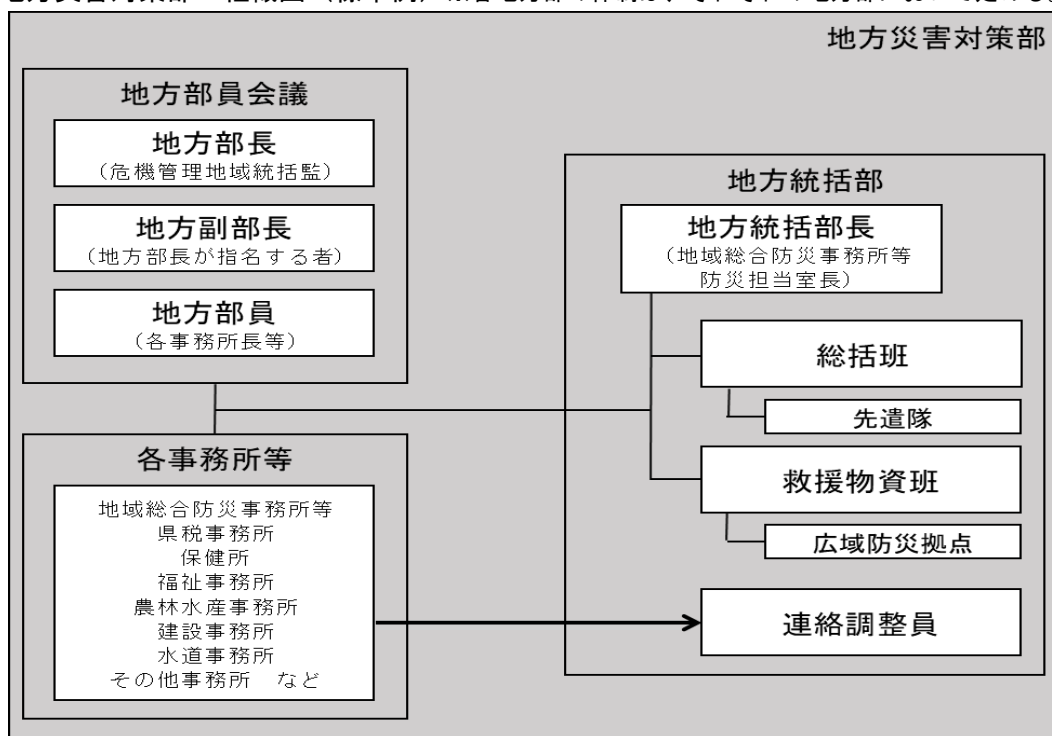 地方災害対策部
地方部員会議
地方部長
(危機管理地域統括監)
地方副部長
(地方部長が指名する者)
地方部員
(各事務所長等)
各事務所等
地域総合防災事務所等
県税事務所
保健所
福祉事務所
農林水産事務所
建設事務所
水道事務所
その他事務所 など
地方統括部
地方統括部長
(地域総合防災事務所等
防災担当室長)
総括班
先遣隊
救援物資班
広域防災拠点
連絡調整員